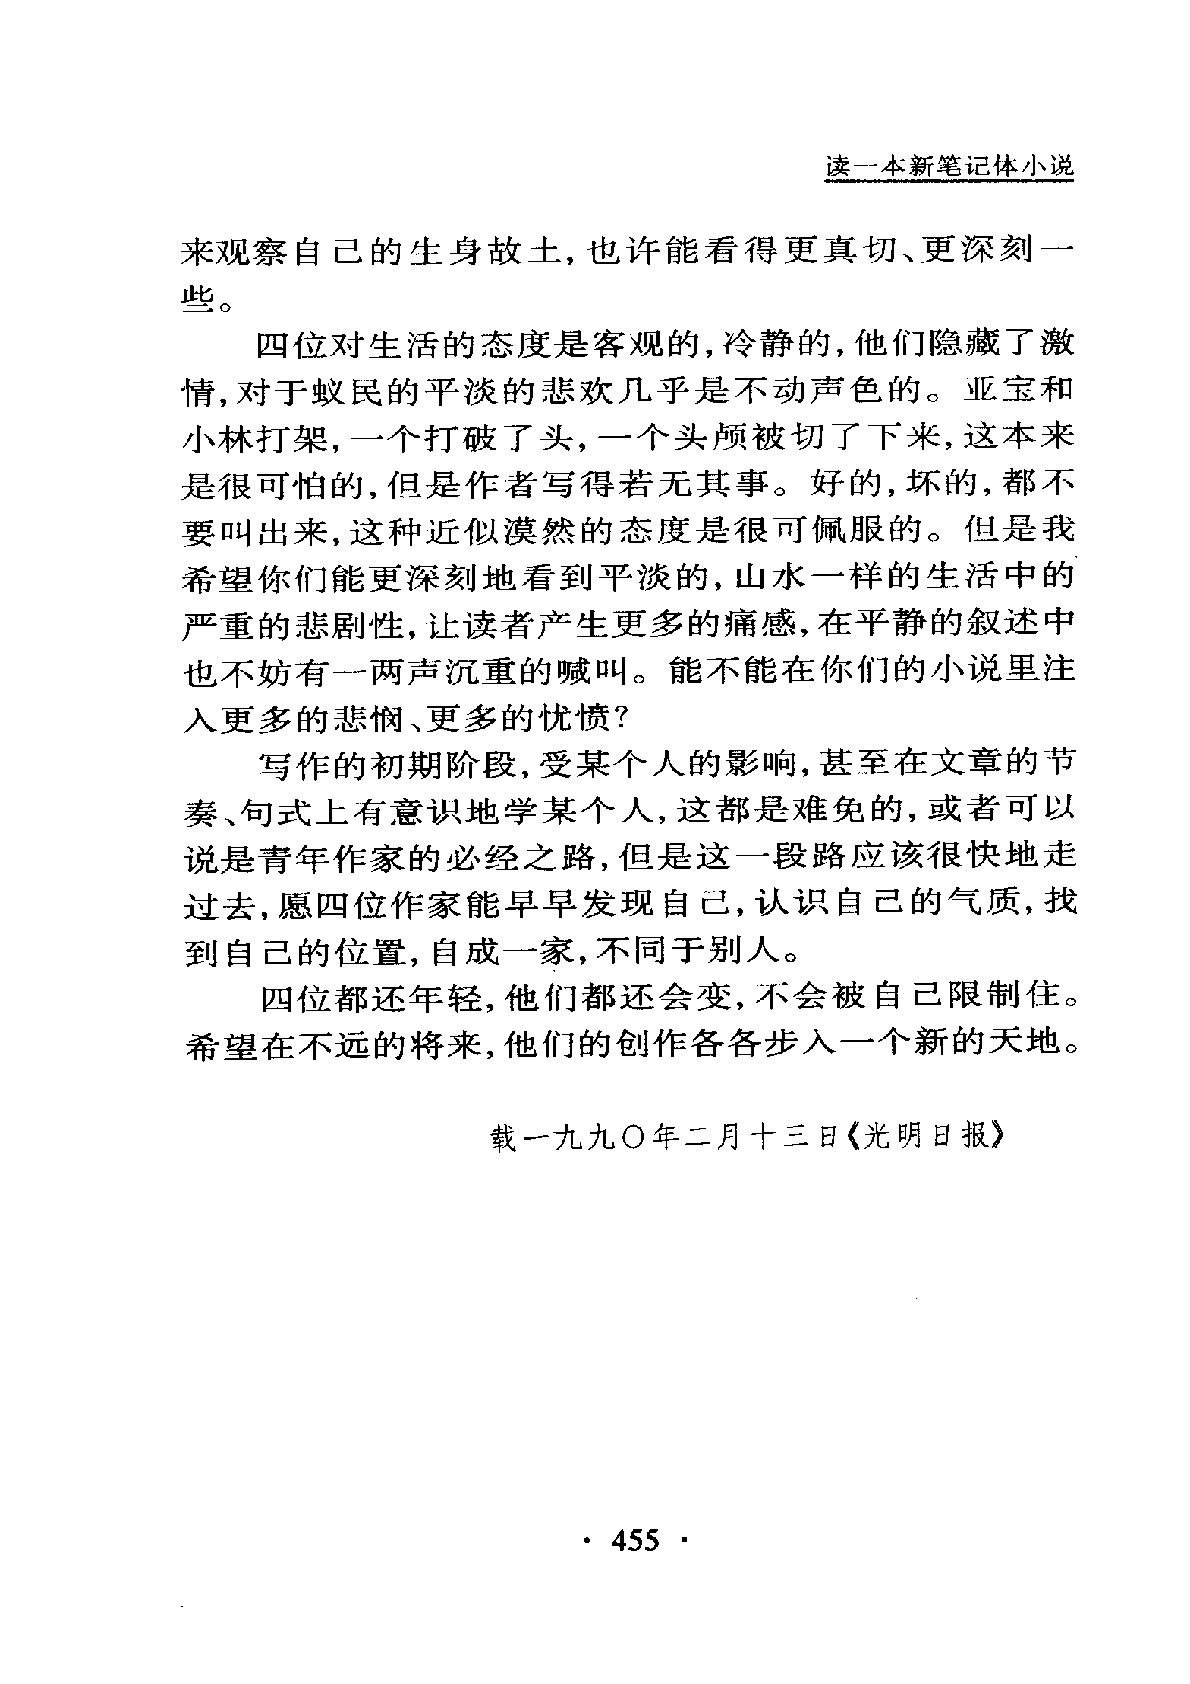 读一本新笔记体小说
来观察自己的生身故土,也许能看得更真切、更深刻一
些。
四位对生活的态度是客观的,冷静的,他们隐藏了激
情,对于蚁民的平淡的悲欢几乎是不动声色的。亚宝和
小林打架,一个打破了头,一个头颅被切了下来,这本来
是很可怕的,但是作者写得若无其事。好的,坏的,都不
要叫出来,这种近似漠然的态度是很可佩服的。但是我
希望你们能更深刻地看到平淡的,山水一样的生活中的
严重的悲剧性,让读者产生更多的痛感,在平静的叙述中
也不妨有一两声沉重的喊叫。能不能在你们的小说里注
入更多的悲悯、更多的忧愤?
写作的初期阶段,受某个人的影响,甚至在文章的节
奏、句式上有意识地学某个人,这都是难免的,或者可以
说是青年作家的必经之路,但是这一段路应该很快地走
过去,愿四位作家能早早发现自己,认识自己的气质,找
到自己的位置,自成一家,不同于别人。
四位都还年轻,他们都还会变,不会被自己限制住。
希望在不远的将来,他们的创作各各步入一个新的天地。
载一九九〇年二月十三日《光明日报》
· 455 ·